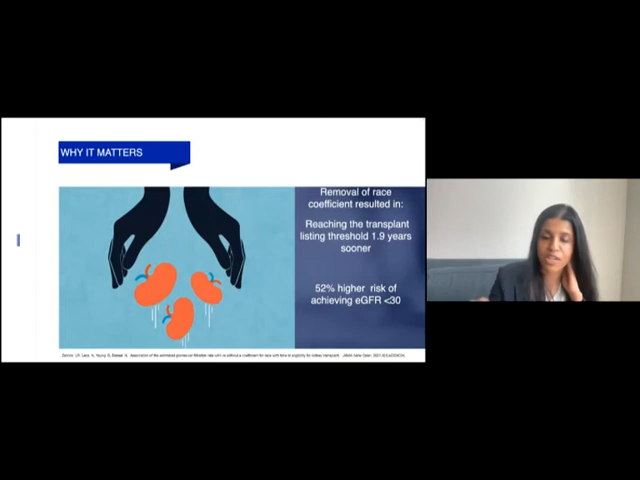 WHY IT MATTERS
Removal of race
coefficient resulted in:
Reaching the transplant
listing threshold 1.9 years
sooner
52% higher risk of
achieving eGFR <30